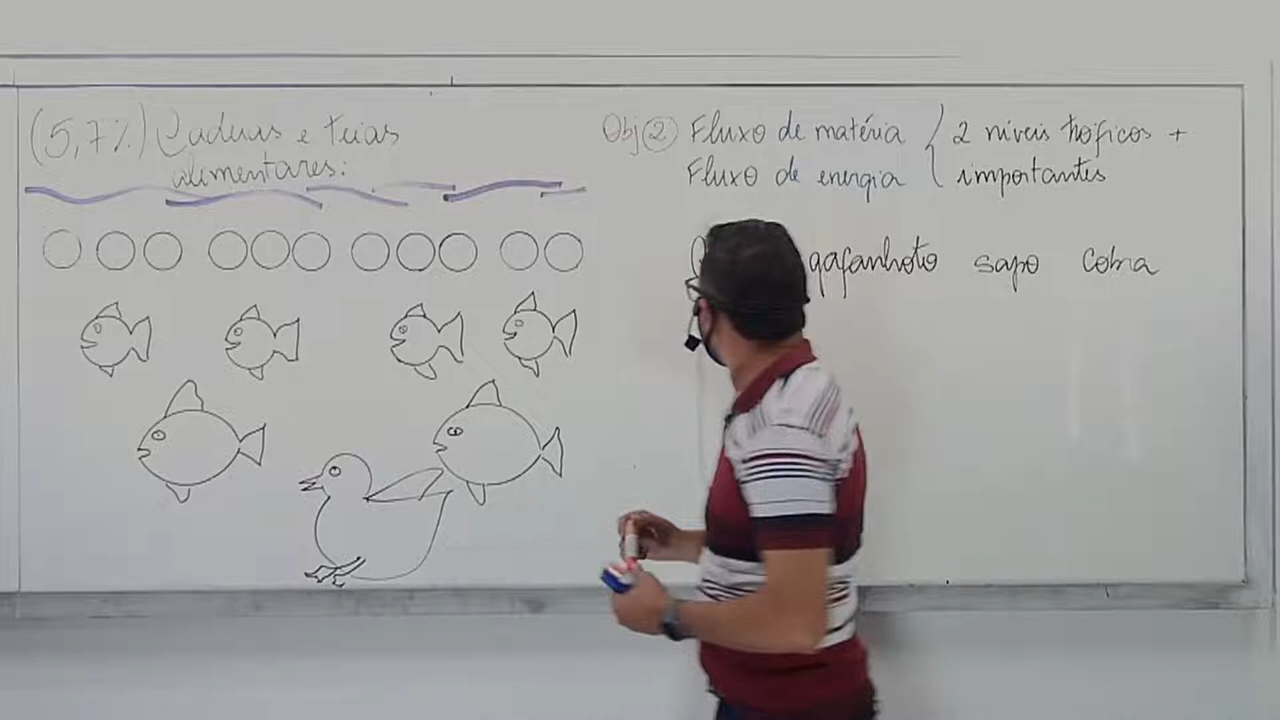 (5,7%) Cadeias e teias
alimentares:
Obj ② Fluxo de matéria { 2 níveis tróficos +
Fluxo de energia { importantes
gafanhoto sapo cobra